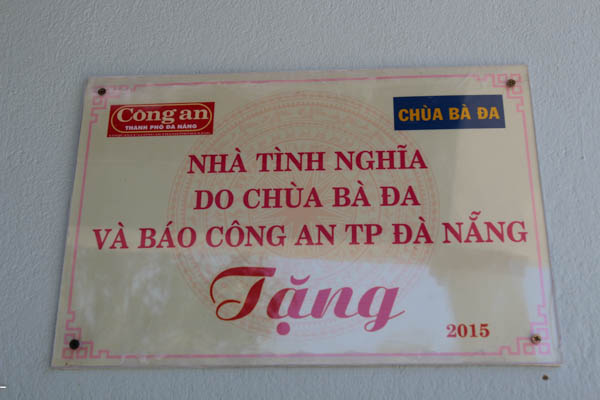 Công an
THÀNH PHỐ ĐÀ NẴNG
CHÙA BÀ ĐA
NHÀ TÌNH NGHĨA
DO CHÙA BÀ ĐA
VÀ BÁO CÔNG AN TP ĐÀ NẴNG
Tặng
2015